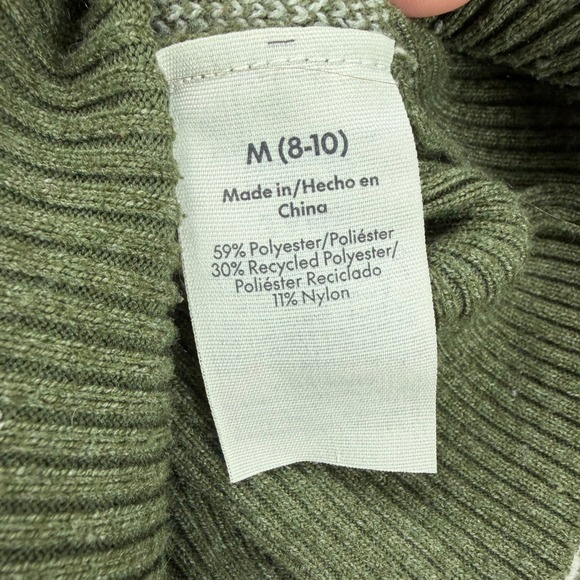 M (8-10)
Made in/Hecho en
China
59% Polyester/Poliéster
30% Recycled Polyester/
Poliéster Reciclado
11% Nylon